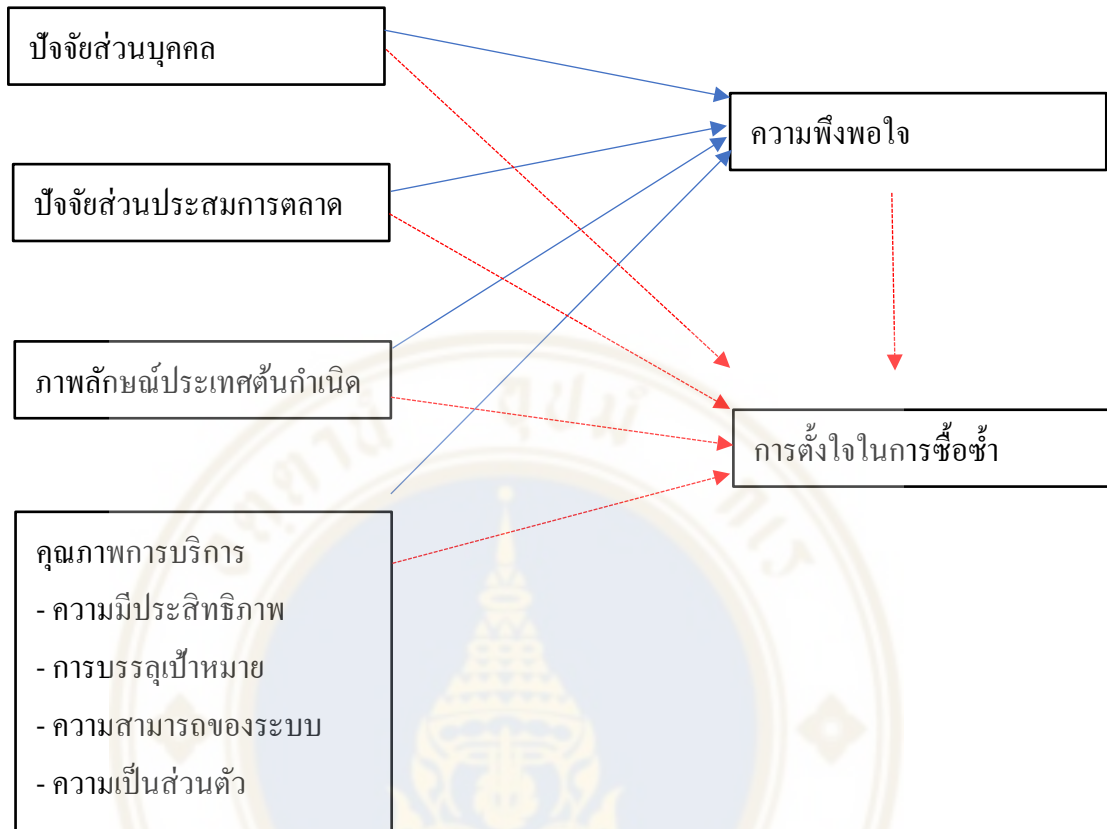 ปัจจัยส่วนบุคคล
ความพึงพอใจ
ปัจจัยส่วนประสมการตลาด
ภาพลักษณ์ประเทศต้นกำเนิด
การตั้งใจในการซื้อซ้ำ
คุณภาพการบริการ
- ความมีประสิทธิภาพ
- การบรรลุเป้าหมาย
- ความสามารถของระบบ
- ความเป็นส่วนตัว